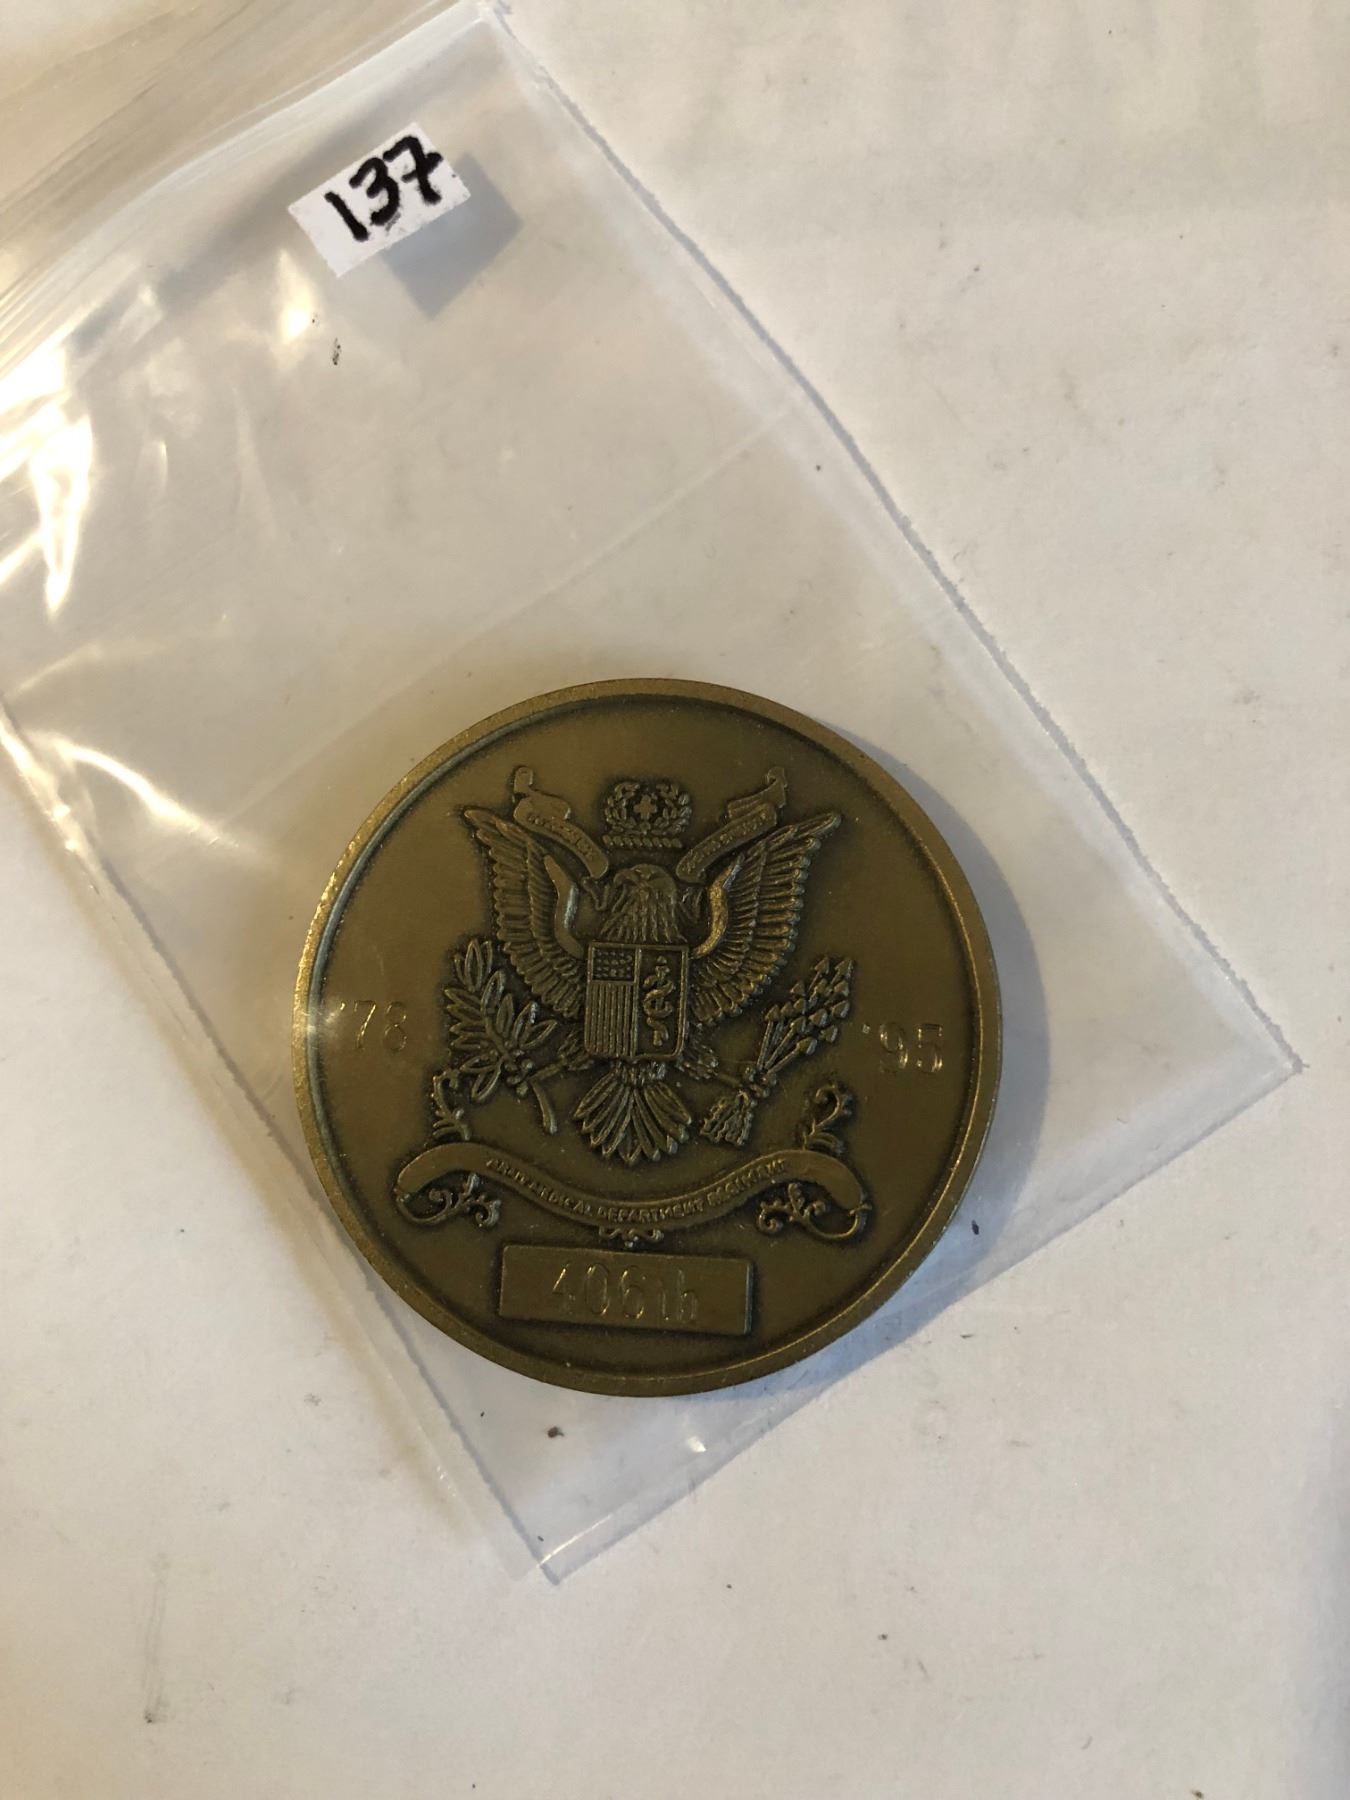 137
'78
'95
ARMY MEDICAL DEPARTMENT REGIMENT
406th